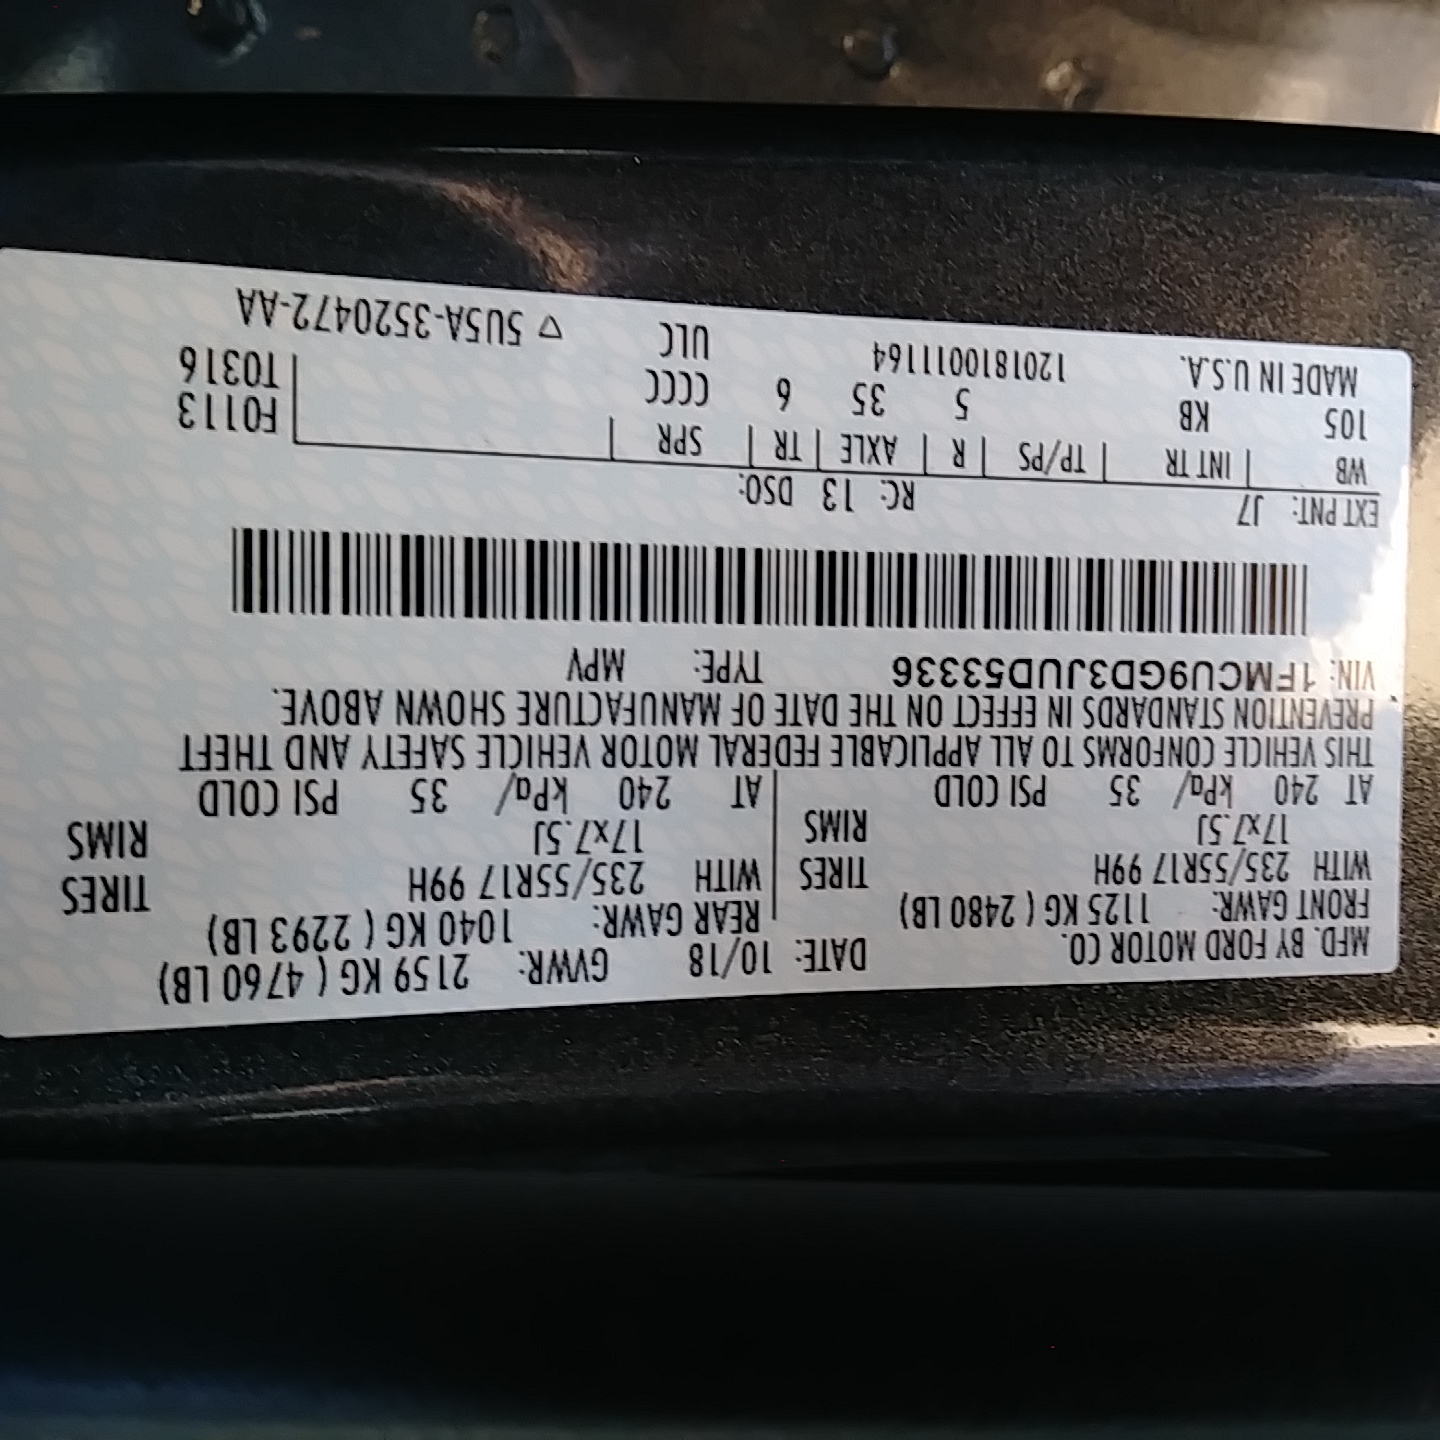 MFD. BY FORD MOTOR CO. DATE: 10/18 GVWR: 2159 KG ( 4760 LB)
FRONT GAWR: 1125 KG ( 2480 LB) REAR GAWR: 1040 KG ( 2293 LB)
WITH 235/55R17 99H TIRES WITH 235/55R17 99H TIRES
17x7.5J RIMS 17x7.5J RIMS
AT 240 kPa/ 35 PSI COLD AT 240 kPa/ 35 PSI COLD
THIS VEHICLE CONFORMS TO ALL APPLICABLE FEDERAL MOTOR VEHICLE SAFETY AND THEFT
PREVENTION STANDARDS IN EFFECT ON THE DATE OF MANUFACTURE SHOWN ABOVE.
VIN: 1FMCU9GD3JUD53336 TYPE: MPV
EXT PNT: J7 RC: 13 DSO:
WB | INT TR | TP/PS | R | AXLE | TR | SPR | F0113
105 KB 5 35 6 CCCC T0316
MADE IN U.S.A. 120181001164 ULC ▽ 5U5A-3520472-AA